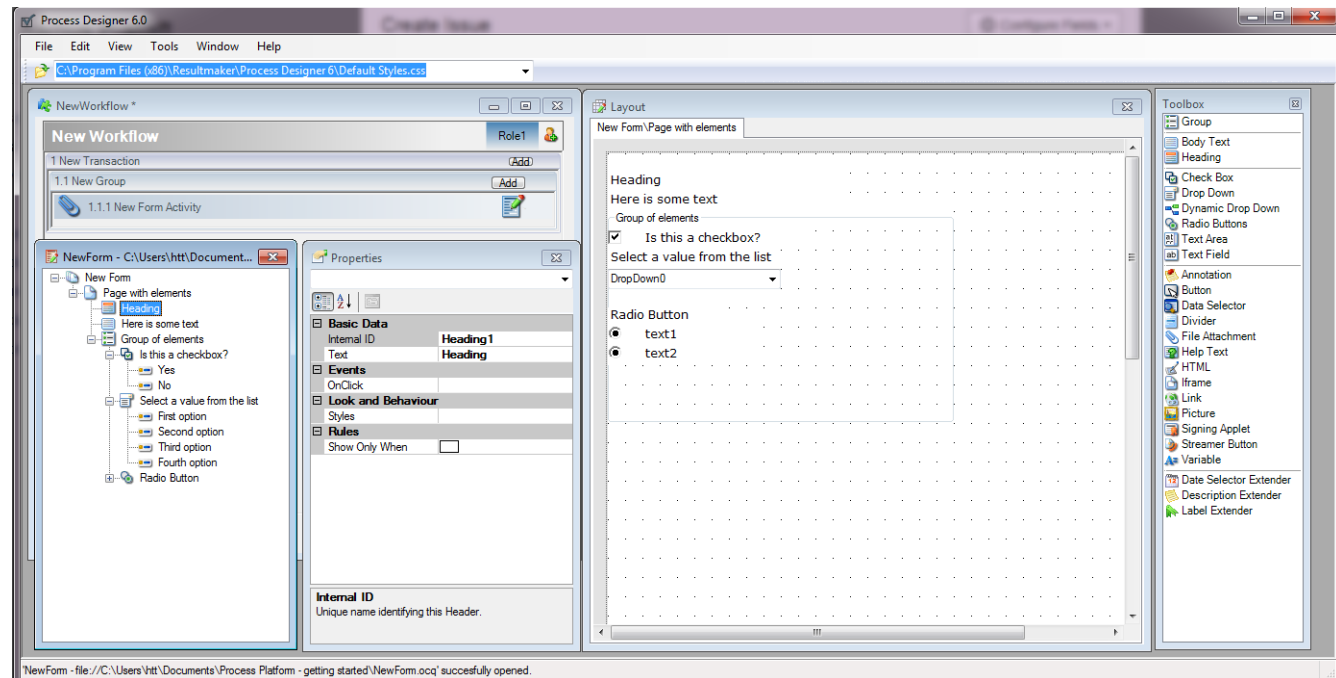 Process Designer 6.0
Create Issue
Configure Fields
File Edit View Tools Window Help
C:\Program Files (x86)\Resultmaker\Process Designer 6\Default Styles.css
NewWorkflow *
New Workflow
Role1
1 New Transaction
Add
1.1 New Group
Add
1.1.1 New Form Activity
NewForm - C:\Users\htt\Document...
New Form
Page with elements
Heading
Here is some text
Group of elements
Is this a checkbox?
Yes
No
Select a value from the list
First option
Second option
Third option
Fourth option
Radio Button
Properties
Basic Data
Internal ID Heading1
Text Heading
Events
OnClick
Look and Behaviour
Styles
Rules
Show Only When
Internal ID
Unique name identifying this Header.
Layout
New Form\Page with elements
Heading
Here is some text
Group of elements
Is this a checkbox?
Select a value from the list
DropDown0
Radio Button
text1
text2
Toolbox
Group
Body Text
Heading
Check Box
Drop Down
Dynamic Drop Down
Radio Buttons
Text Area
Text Field
Annotation
Button
Data Selector
Divider
File Attachment
Help Text
HTML
Iframe
Link
Picture
Signing Applet
Streamer Button
Variable
Date Selector Extender
Description Extender
Label Extender
'NewForm - file://C:\Users\htt\Documents\Process Platform - getting started\NewForm.ocq' succesfully opened.